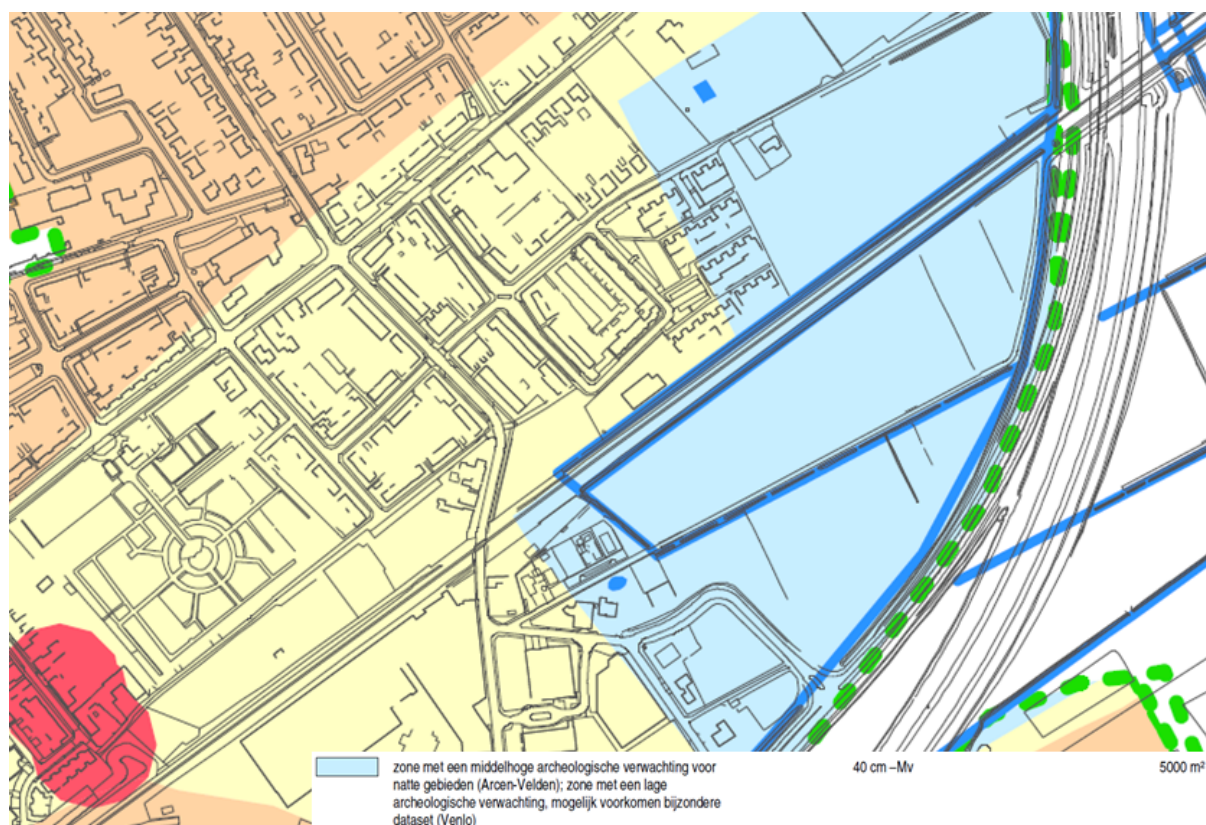 zone met een middelhoge archeologische verwachting voor 40 cm –Mv 5000 m²
natte gebieden (Arcen-Velden); zone met een lage
archeologische verwachting, mogelijk voorkomen bijzondere
dataset (Venlo)